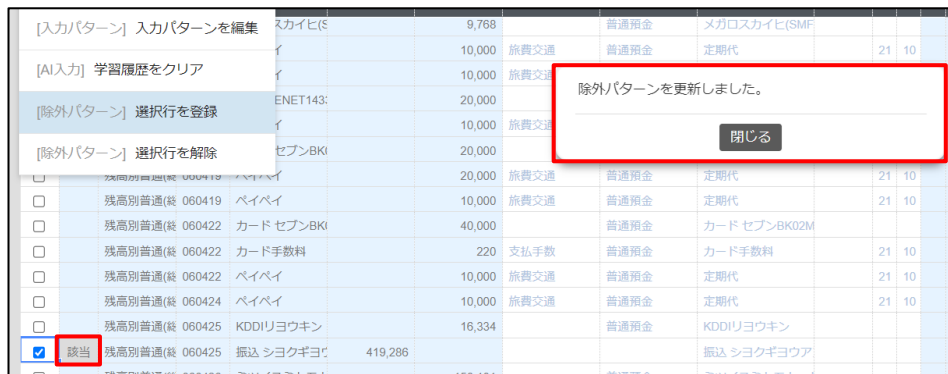 [入力パターン] 入力パターンを編集
[AI入力] 学習履歴をクリア
[除外パターン] 選択行を登録
[除外パターン] 選択行を解除
除外パターンを更新しました。
閉じる
スカイヒ(S 9,768 普通預金 メガロスカイヒ(SMF
イ 10,000 旅費交通 普通預金 定期代 21 10
イ 10,000 旅費交通
ENET143 20,000
イ 10,000 旅費交通
セブンBK 20,000
残高別普通(総 060419 ペイペイ 20,000 旅費交通 普通預金 定期代 21 10
残高別普通(総 060419 ペイペイ 10,000 旅費交通 普通預金 定期代 21 10
残高別普通(総 060422 カード セブンBK 40,000 普通預金 カード セブンBK02M
残高別普通(総 060422 カード手数料 220 支払手数 普通預金 カード手数料 21 10
残高別普通(総 060422 ペイペイ 10,000 旅費交通 普通預金 定期代 21 10
残高別普通(総 060424 ペイペイ 10,000 旅費交通 普通預金 定期代 21 10
残高別普通(総 060425 KDDIリヨウキン 16,334 普通預金 KDDIリヨウキン
該当 残高別普通(総 060425 振込 シヨクギヨウ 419,286 振込 シヨクギヨウア